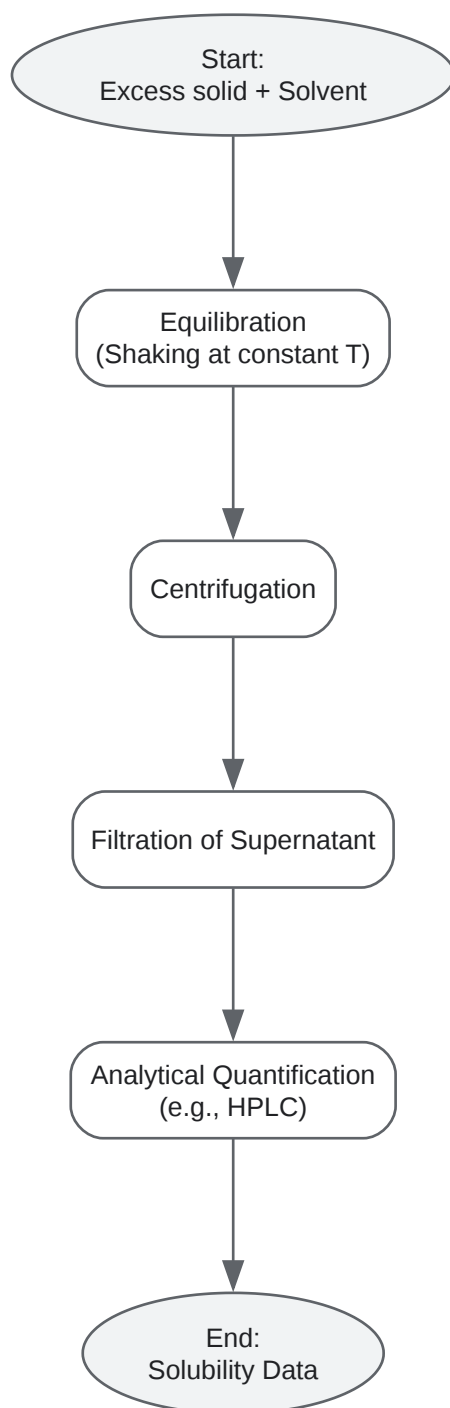 Start:
Excess solid + Solvent
Equilibration
(Shaking at constant T)
Centrifugation
Filtration of Supernatant
Analytical Quantification
(e.g., HPLC)
End:
Solubility Data